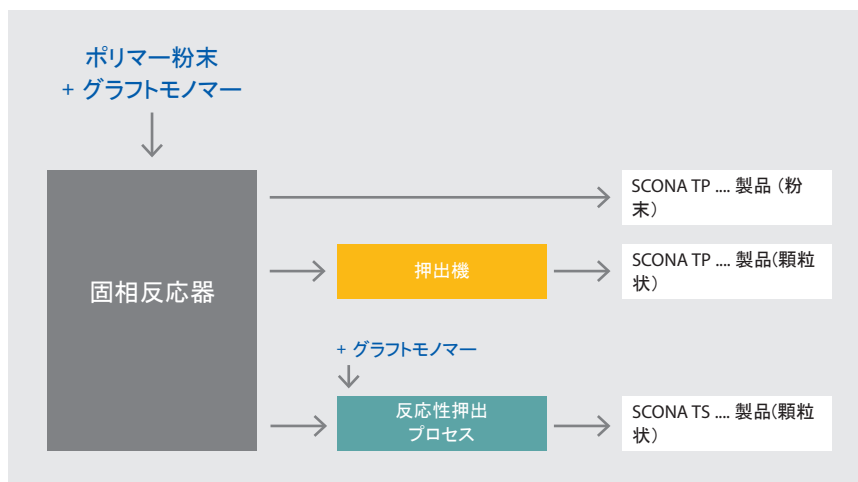 ポリマー粉末
+ グラフトモノマー
固相反応器
SCONA TP .... 製品 (粉
末)
押出機
SCONA TP .... 製品(顆粒
状)
+ グラフトモノマー
反応性押出
プロセス
SCONA TS .... 製品(顆粒
状)